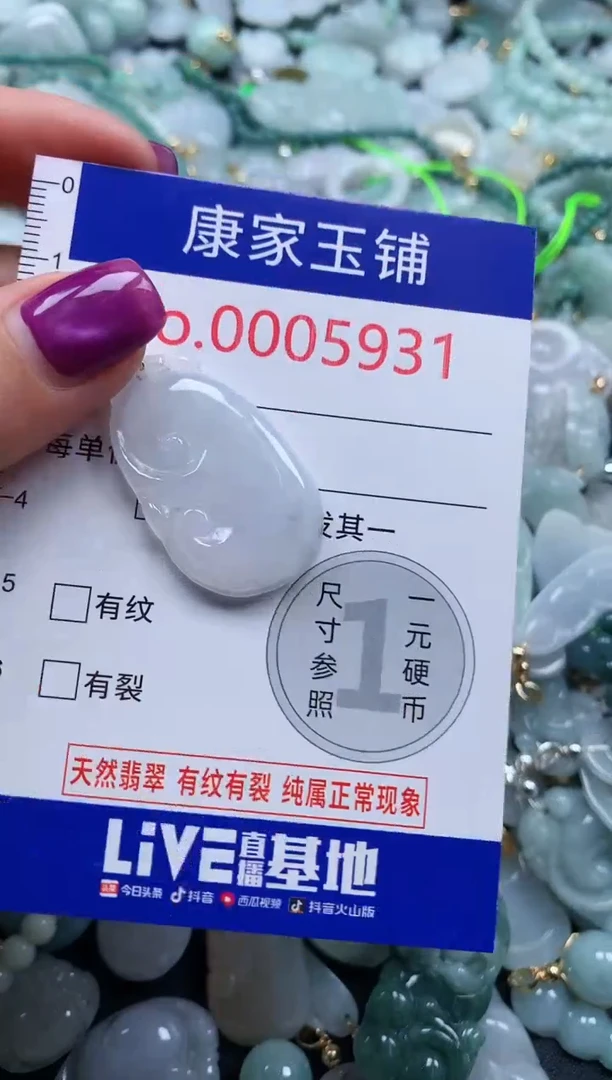 0
康家玉铺
1
o.0005931
每单
4
发其一
5
有纹
尺寸参照
1
一元硬币
有裂
天然翡翠 有纹有裂 纯属正常现象
LiVE直播基地
头条 今日头条 抖音 西瓜视频 抖音火山版